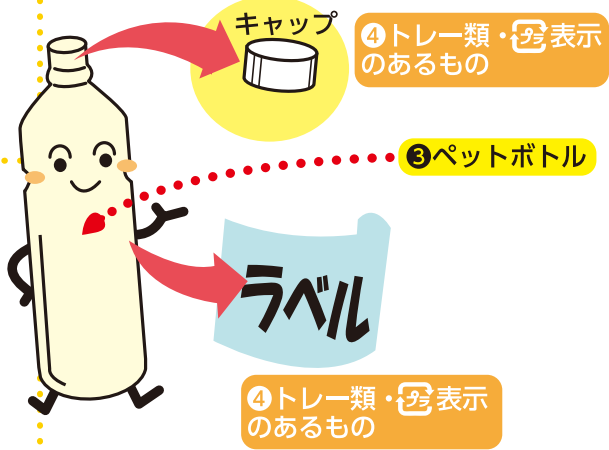 キャップ
❹トレー類・プラ表示
のあるもの
❸ペットボトル
ラベル
❹トレー類・プラ表示
のあるもの